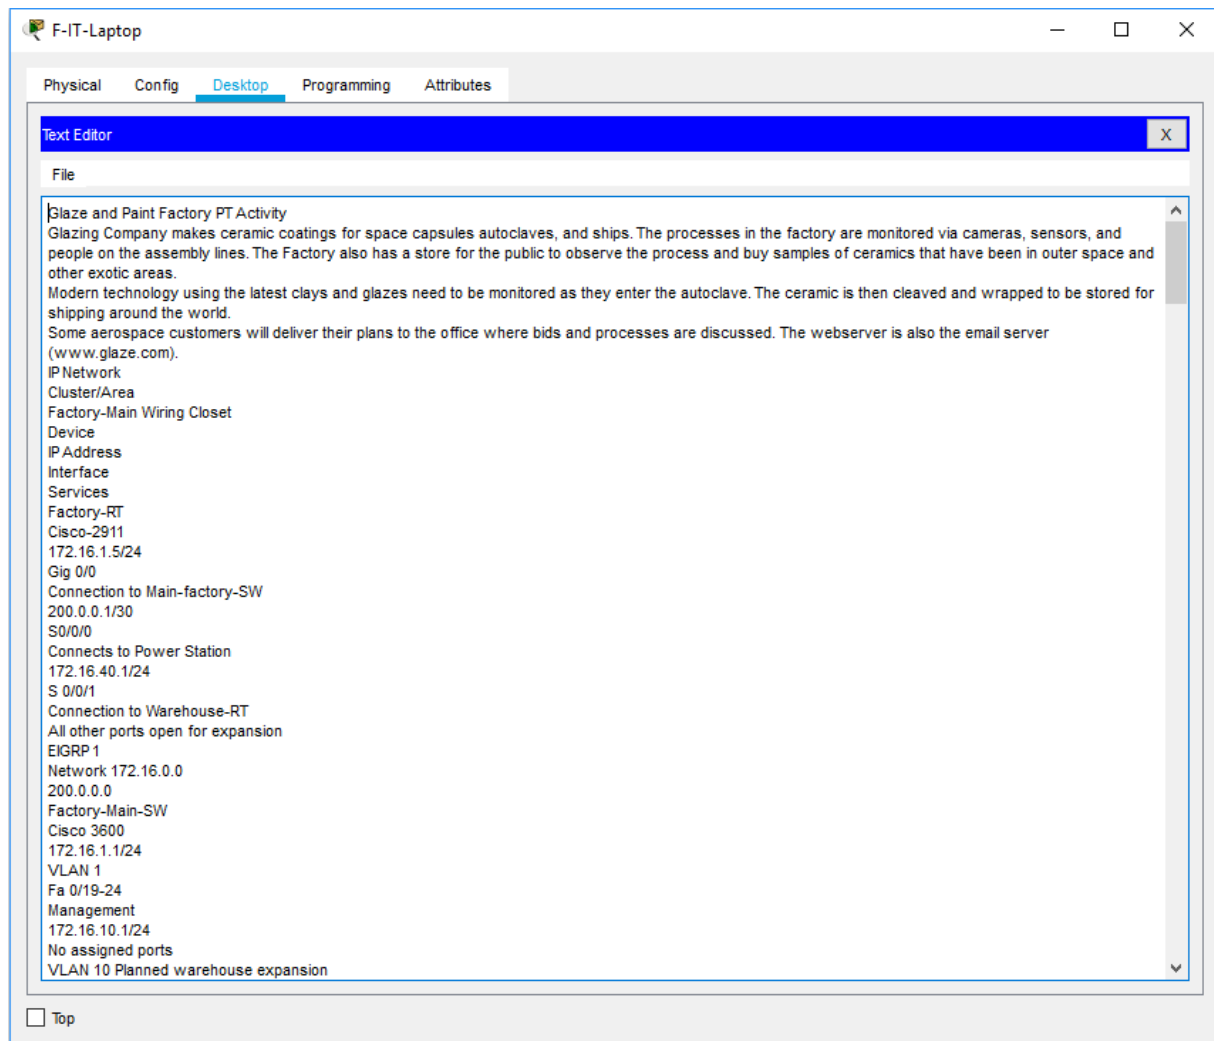 F-IT-Laptop
Physical Config Desktop Programming Attributes
Text Editor X
File
Glaze and Paint Factory PT Activity
Glazing Company makes ceramic coatings for space capsules autoclaves, and ships. The processes in the factory are monitored via cameras, sensors, and
people on the assembly lines. The Factory also has a store for the public to observe the process and buy samples of ceramics that have been in outer space and
other exotic areas.
Modern technology using the latest clays and glazes need to be monitored as they enter the autoclave. The ceramic is then cleaved and wrapped to be stored for
shipping around the world.
Some aerospace customers will deliver their plans to the office where bids and processes are discussed. The webserver is also the email server
(www.glaze.com).
IP Network
Cluster/Area
Factory-Main Wiring Closet
Device
IP Address
Interface
Services
Factory-RT
Cisco-2911
172.16.1.5/24
Gig 0/0
Connection to Main-factory-SW
200.0.0.1/30
S0/0/0
Connects to Power Station
172.16.40.1/24
S 0/0/1
Connection to Warehouse-RT
All other ports open for expansion
EIGRP 1
Network 172.16.0.0
200.0.0.0
Factory-Main-SW
Cisco 3600
172.16.1.1/24
VLAN 1
Fa 0/19-24
Management
172.16.10.1/24
No assigned ports
VLAN 10 Planned warehouse expansion
Top